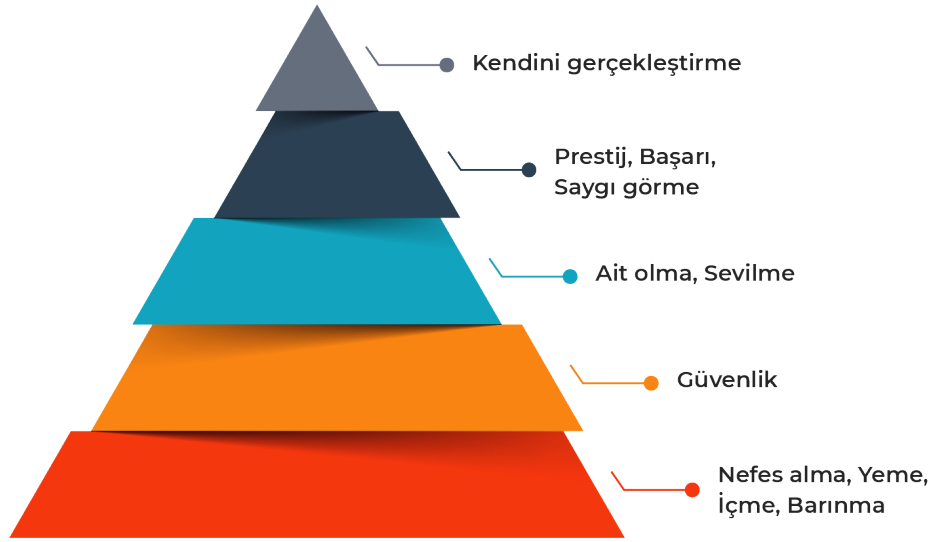 Kendini gerçekleştirme
Prestij, Başarı,
Saygı görme
Ait olma, Sevilme
Güvenlik
Nefes alma, Yeme,
İçme, Barınma